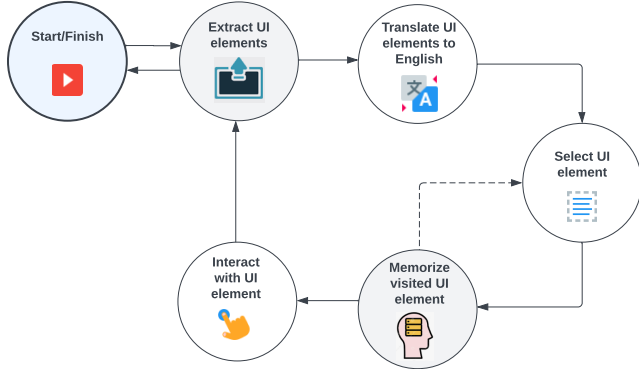 Start/Finish
Extract UI
elements
Translate UI
elements to
English
文
A
Select UI
element
Interact
with UI
element
Memorize
visited UI
element